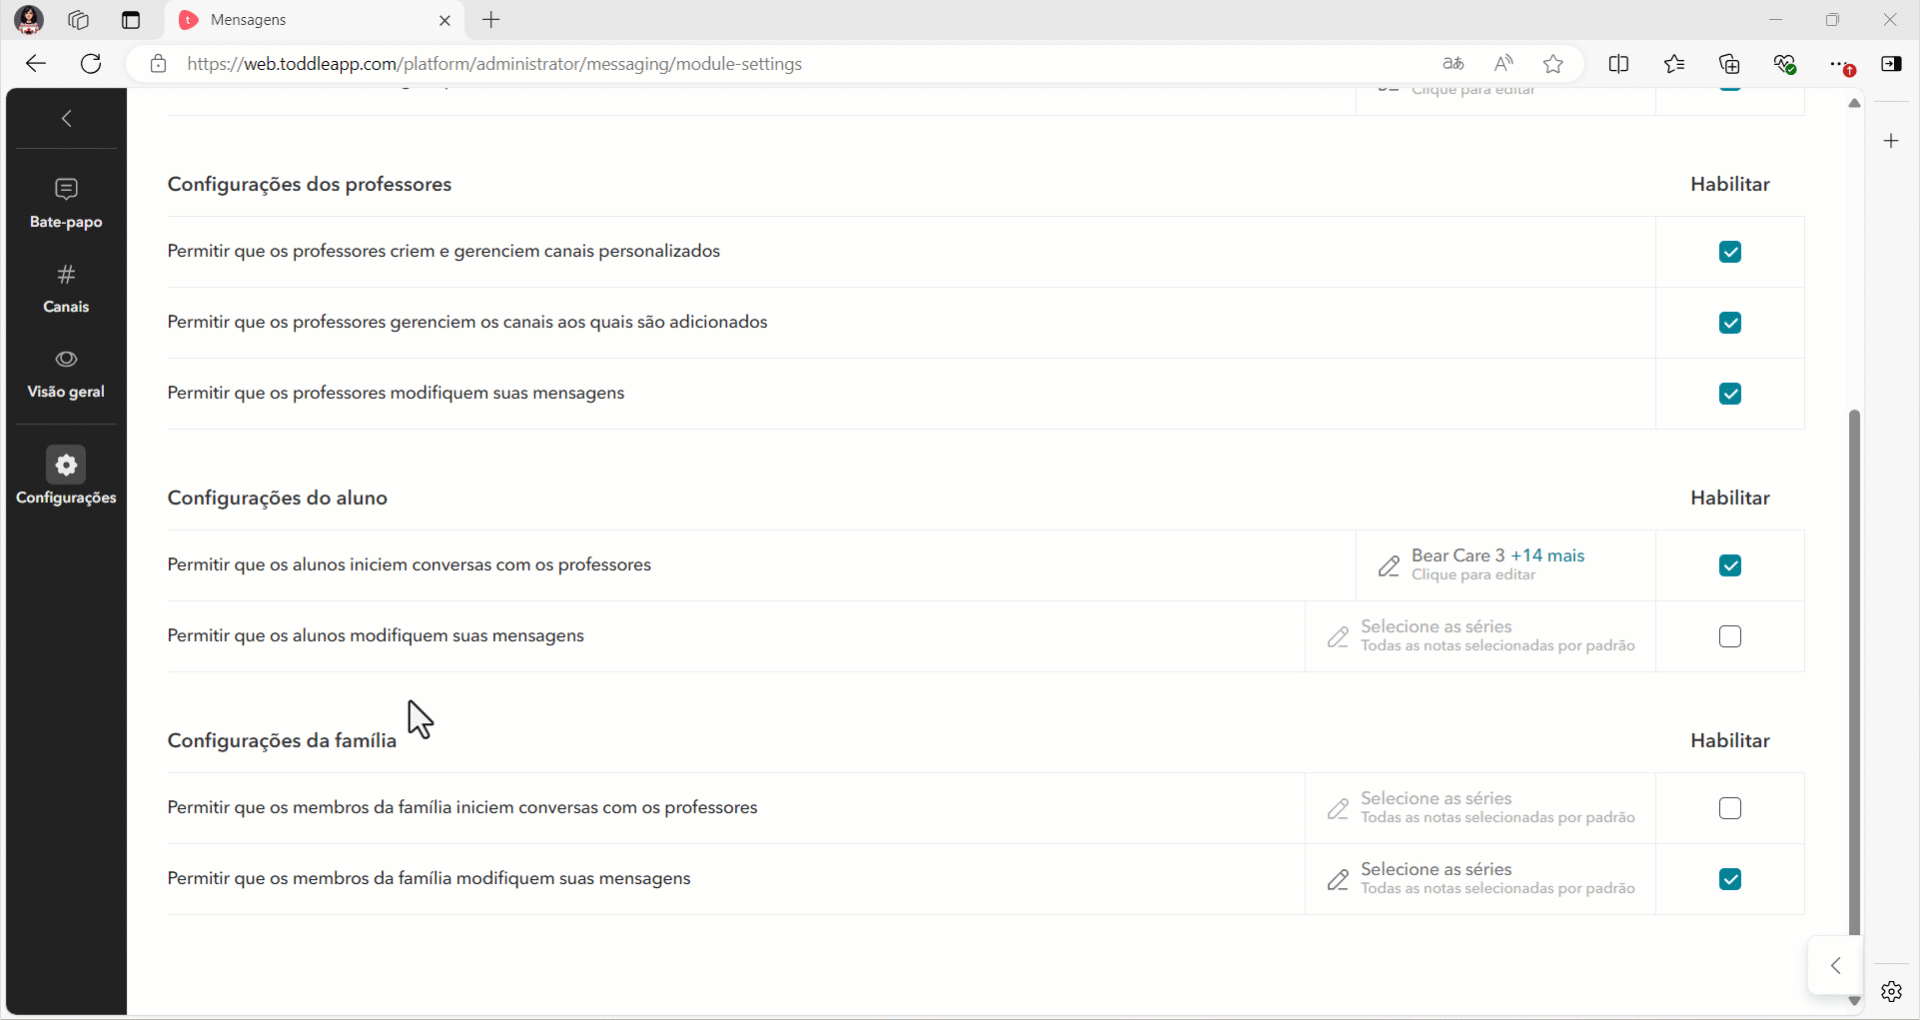 Mensagens
https://web.toddleapp.com/platform/administrator/messaging/module-settings
Clique para editar
Bate-papo
Canais
Visão geral
Configurações
Configurações dos professores
Habilitar
Permitir que os professores criem e gerenciem canais personalizados
Permitir que os professores gerenciem os canais aos quais são adicionados
Permitir que os professores modifiquem suas mensagens
Configurações do aluno
Habilitar
Permitir que os alunos iniciem conversas com os professores
Bear Care 3 +14 mais
Clique para editar
Permitir que os alunos modifiquem suas mensagens
Selecione as séries
Todas as notas selecionadas por padrão
Configurações da família
Habilitar
Permitir que os membros da família iniciem conversas com os professores
Selecione as séries
Todas as notas selecionadas por padrão
Permitir que os membros da família modifiquem suas mensagens
Selecione as séries
Todas as notas selecionadas por padrão